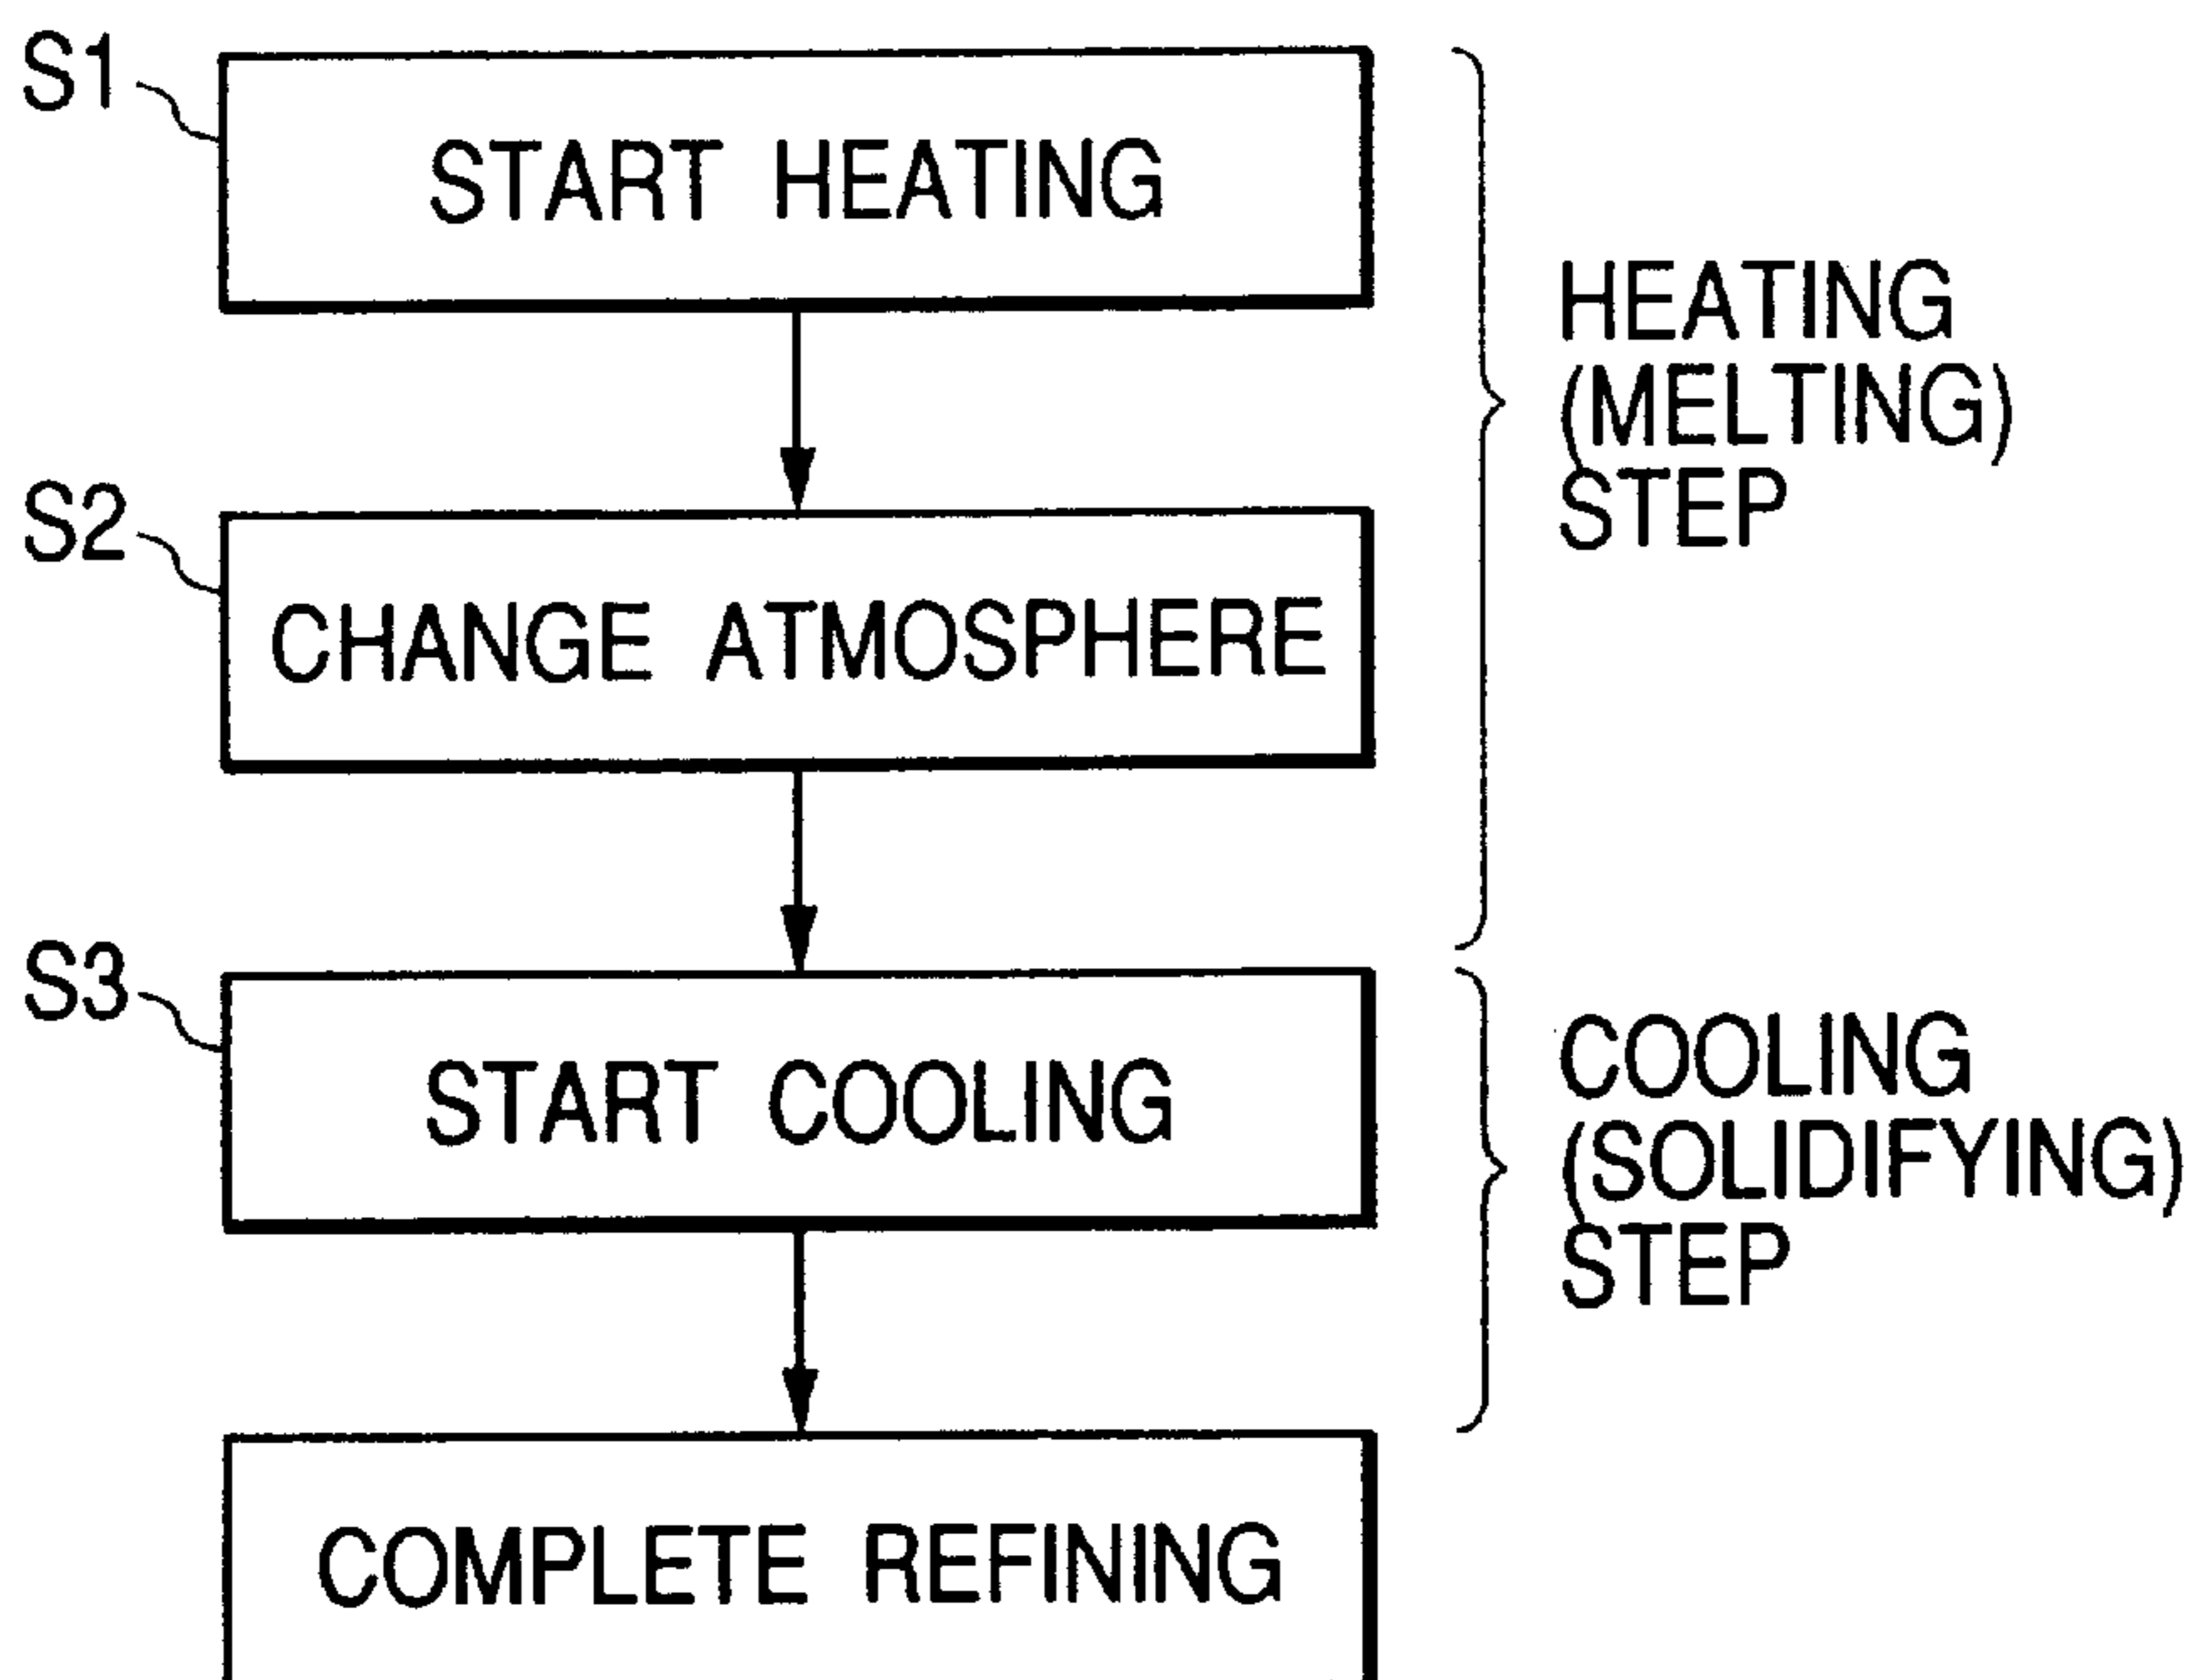 S1
START HEATING
HEATING
(MELTING)
STEP
S2
CHANGE ATMOSPHERE
S3
START COOLING
COOLING
(SOLIDIFYING)
STEP
COMPLETE REFINING